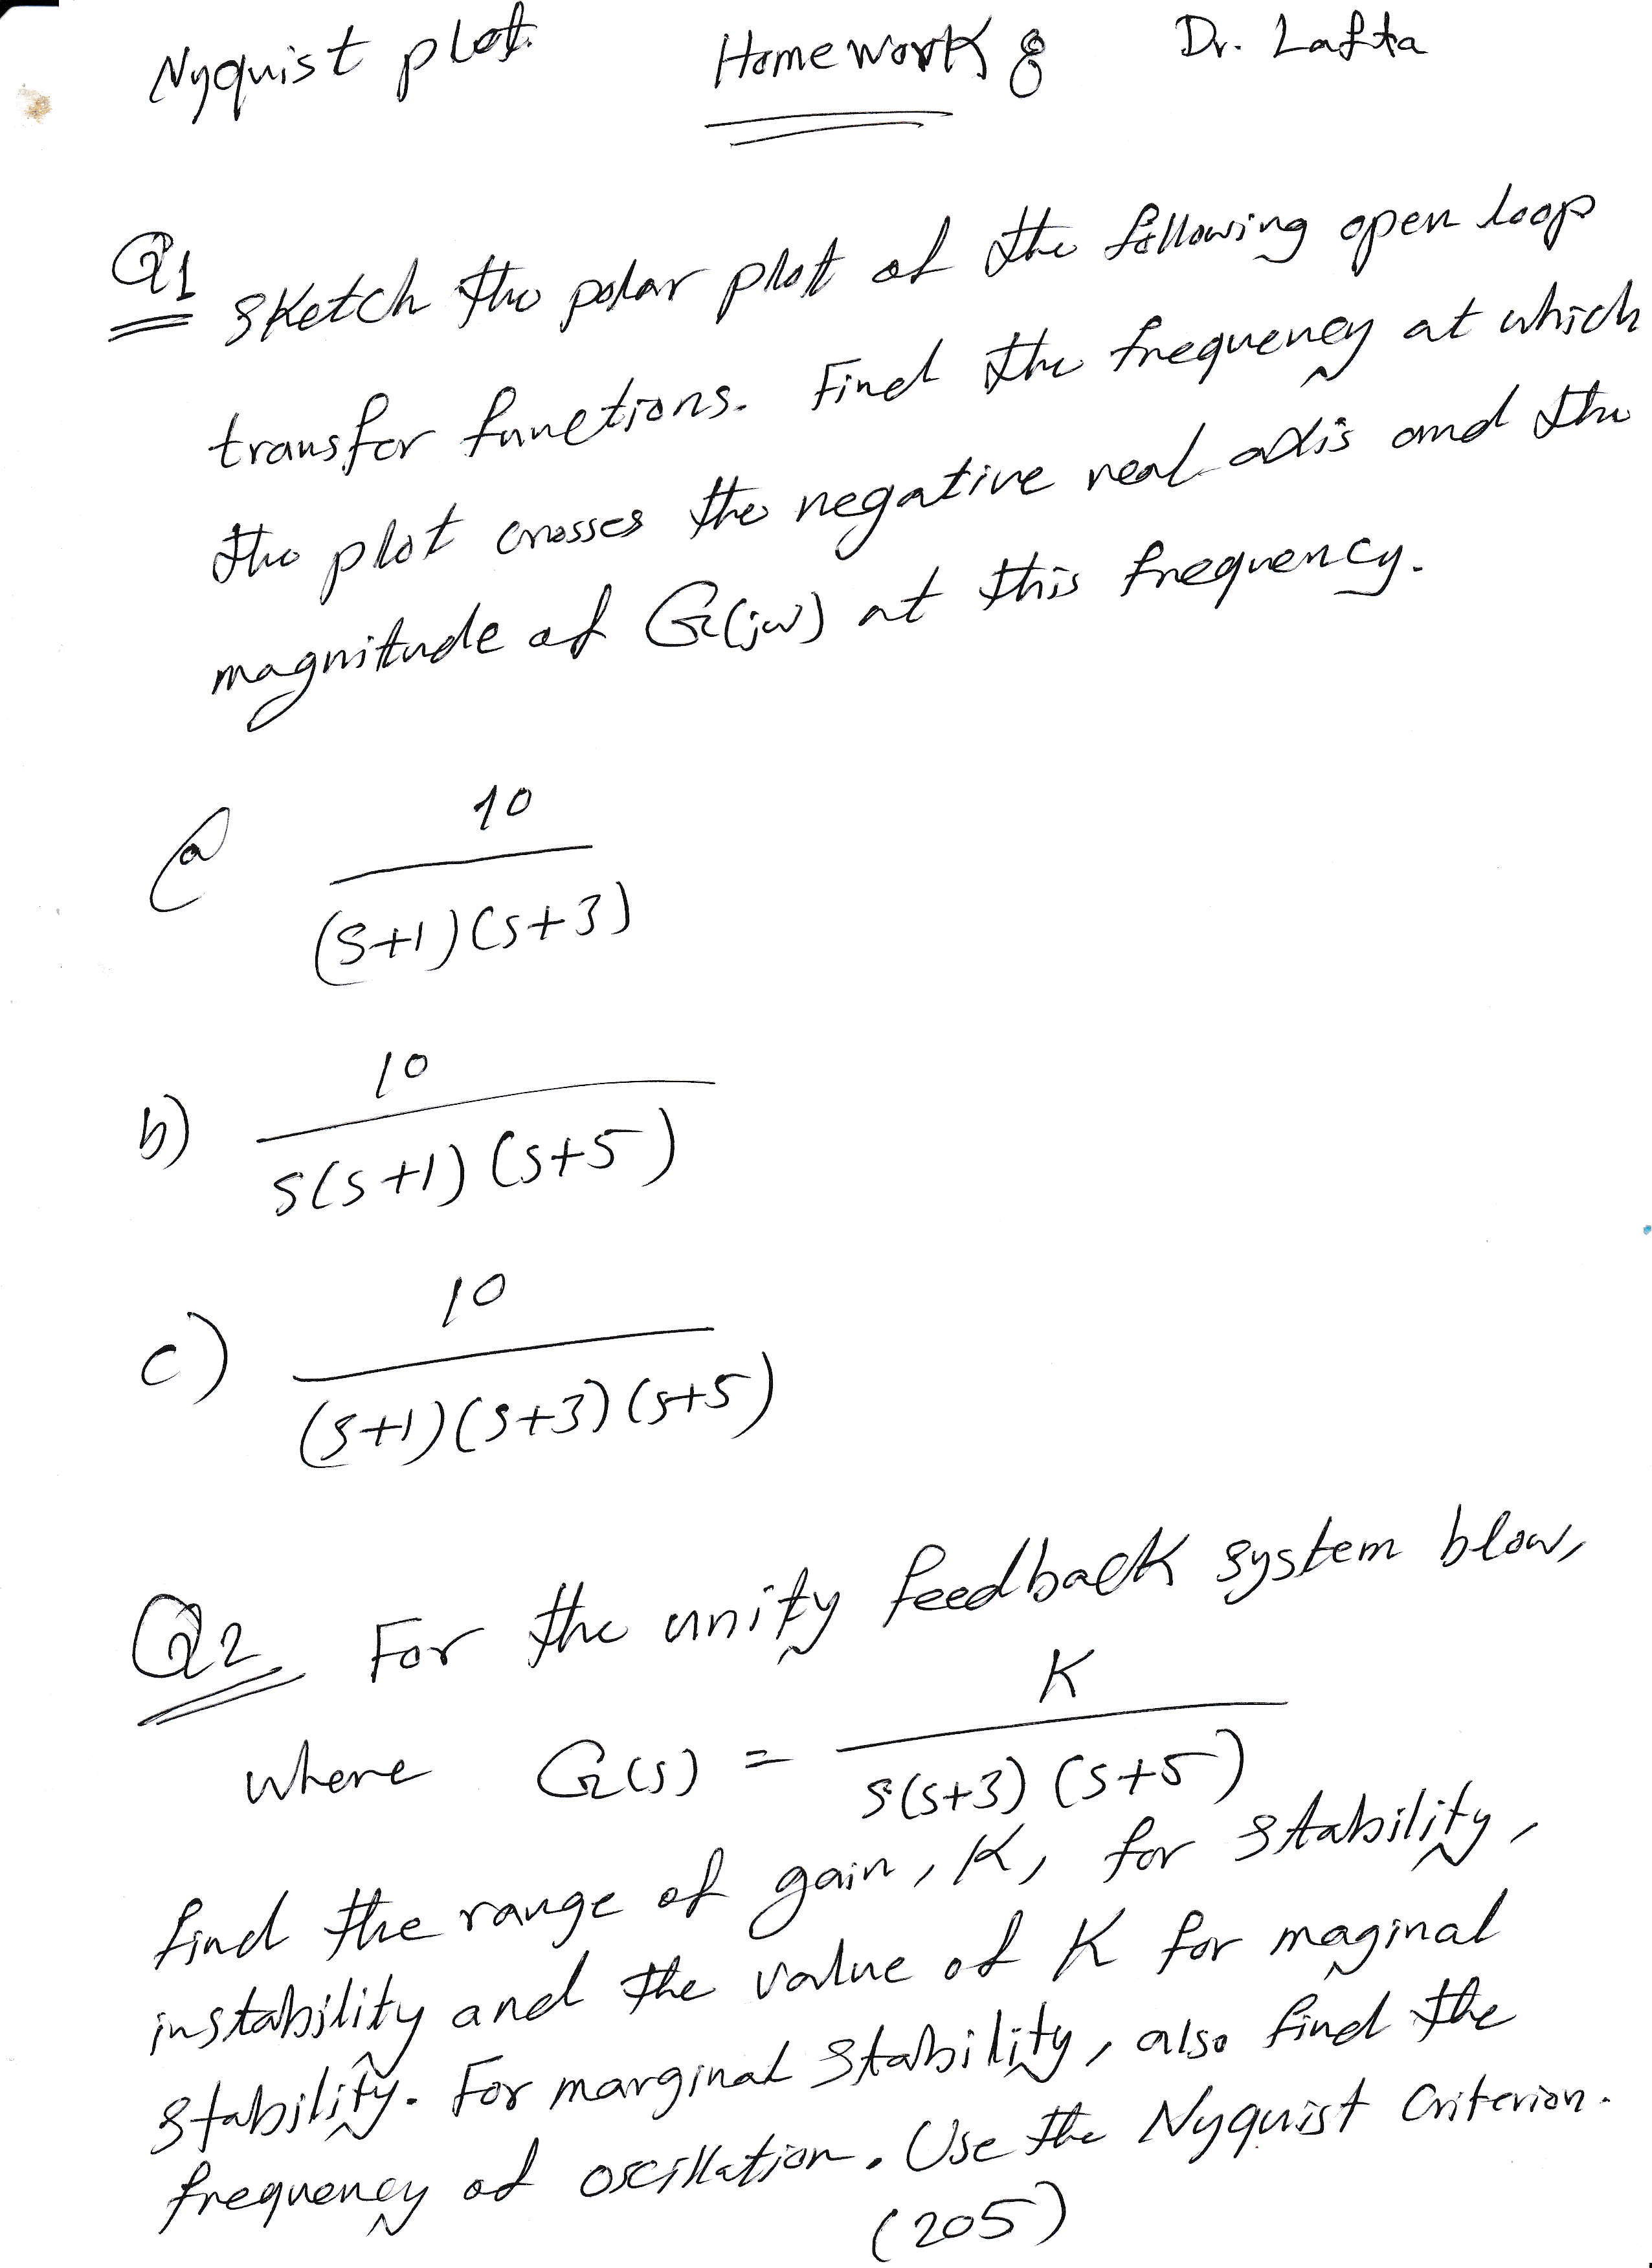 Nyquist plot. Homework 8 Dr. Lafta
Q1 Sketch the polar plot of the following open loop
transfer functions. Find the frequency at which
the plot crosses the negative real axis and the
magnitude of G(jω) at this frequency.
a 10
(s+1)(s+3)
b) 10
s(s+1)(s+5)
c) 10
(s+1)(s+3)(s+5)
Q2 For the unity feedback system blow,
where G(s) = K
s(s+3)(s+5)
find the range of gain, K, for stability,
instability and the value of K for maginal
stability. For marginal stability, also find the
frequency of oscillation. Use the Nyquist Criterion.
(205)